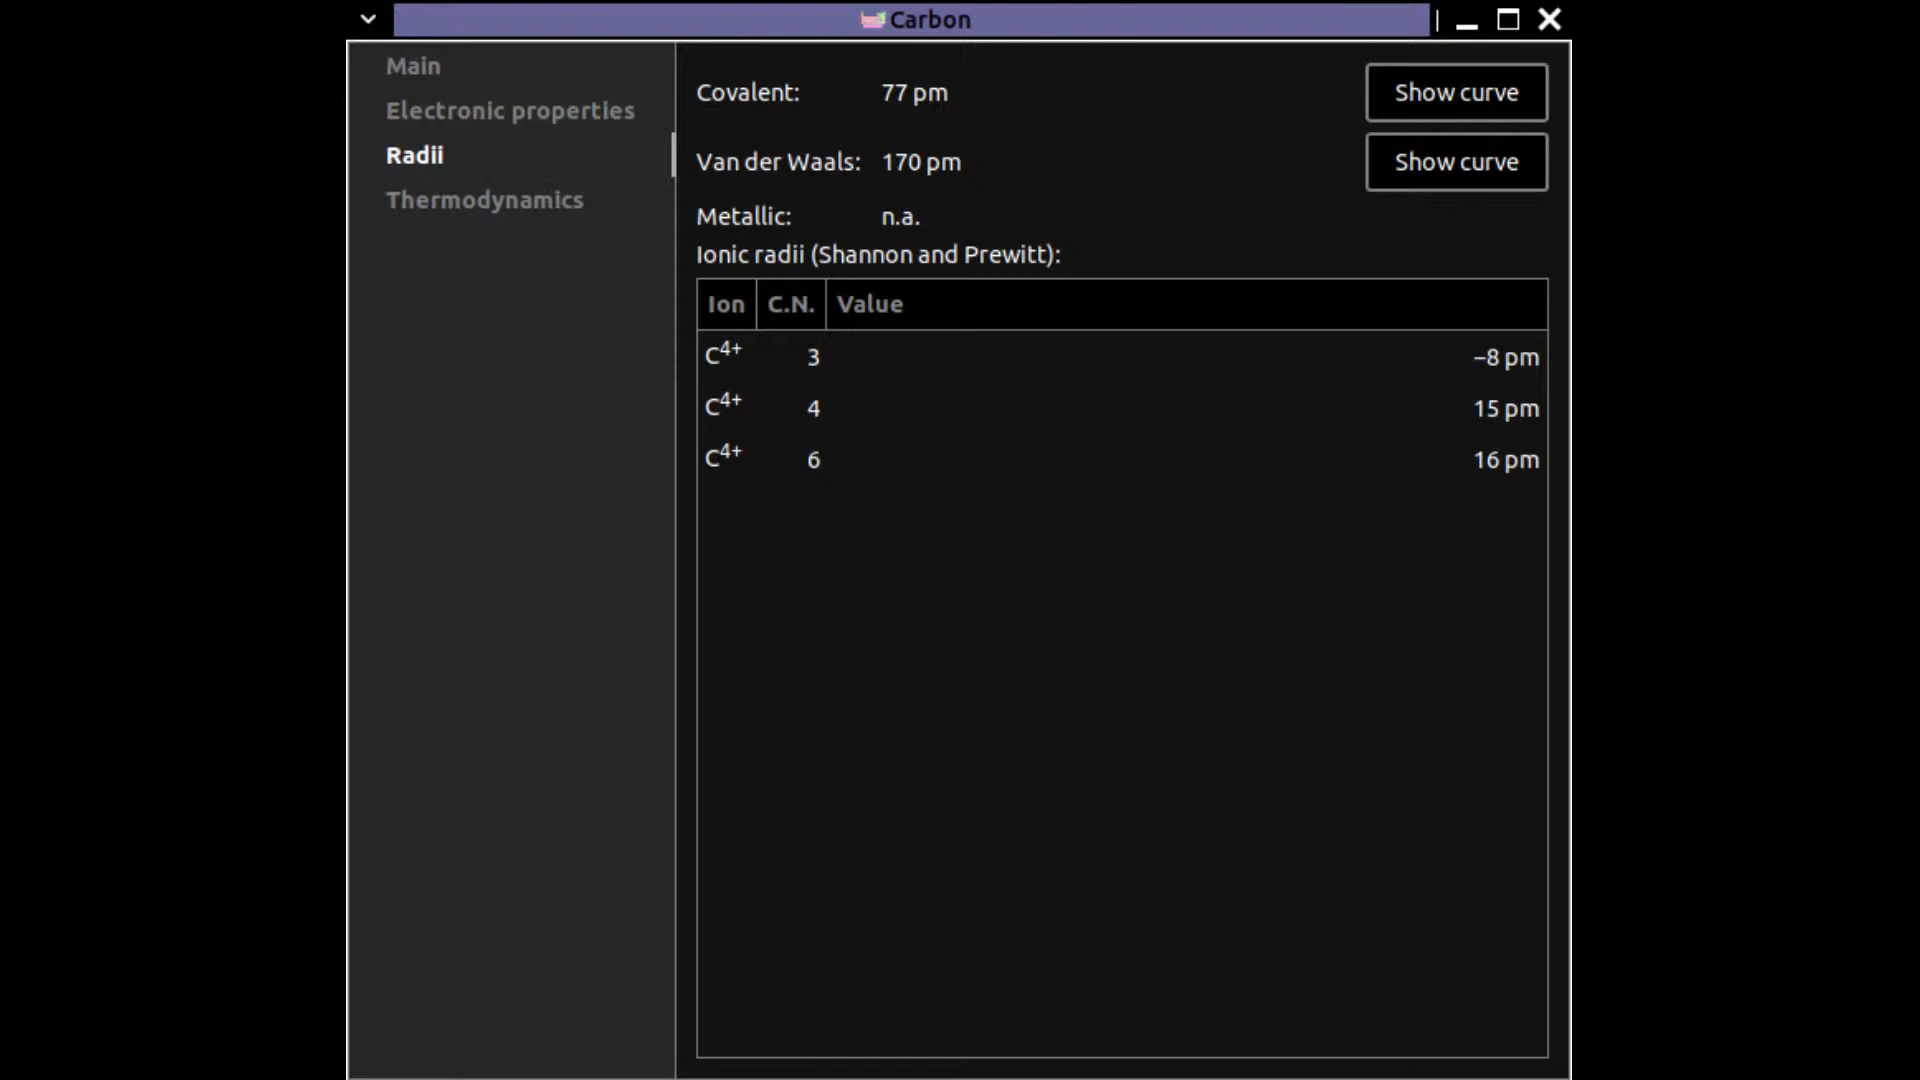 Carbon
Main
Electronic properties
Radii
Thermodynamics
Covalent: 77 pm Show curve
Van der Waals: 170 pm Show curve
Metallic: n.a.
Ionic radii (Shannon and Prewitt):
Ion C.N. Value
C⁴⁺ 3 −8 pm
C⁴⁺ 4 15 pm
C⁴⁺ 6 16 pm